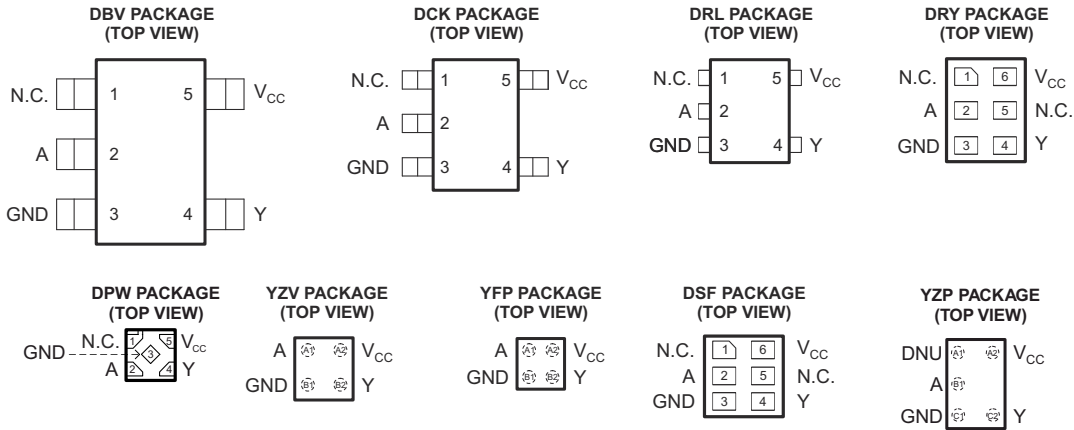 DBV PACKAGE
(TOP VIEW)
N.C. 1 5 VCC
A 2
GND 3 4 Y
DCK PACKAGE
(TOP VIEW)
N.C. 1 5 VCC
A 2
GND 3 4 Y
DRL PACKAGE
(TOP VIEW)
N.C. 1 5 VCC
A 2
GND 3 4 Y
DRY PACKAGE
(TOP VIEW)
N.C. 1 6 VCC
A 2 5 N.C.
GND 3 4 Y
DPW PACKAGE
(TOP VIEW)
N.C. 1 5 VCC
GND 3
A 2 4 Y
YZV PACKAGE
(TOP VIEW)
A A1 A2 VCC
GND B1 B2 Y
YFP PACKAGE
(TOP VIEW)
A A1 A2 VCC
GND B1 B2 Y
DSF PACKAGE
(TOP VIEW)
N.C. 1 6 VCC
A 2 5 N.C.
GND 3 4 Y
YZP PACKAGE
(TOP VIEW)
DNU A1 A2 VCC
A B1
GND C1 C2 Y